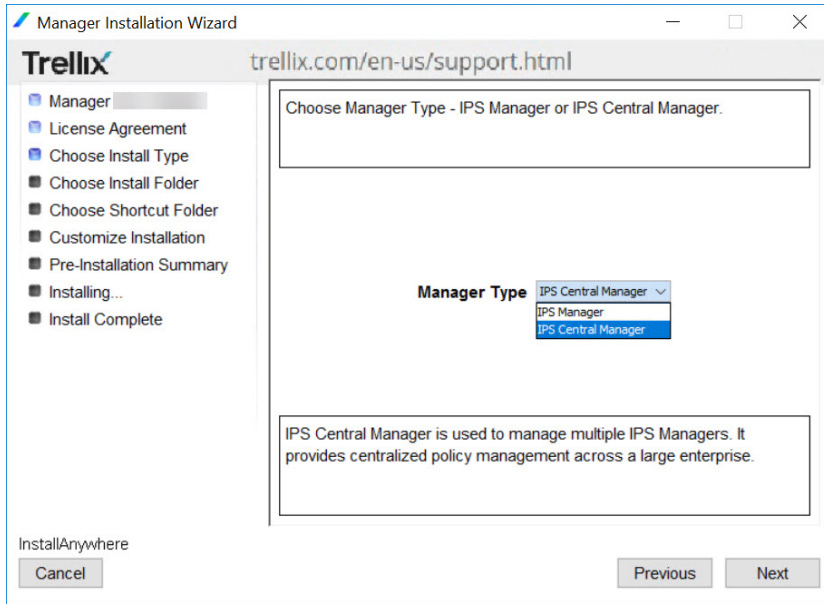 Manager Installation Wizard
Trellix
trellix.com/en-us/support.html
Manager
License Agreement
Choose Install Type
Choose Install Folder
Choose Shortcut Folder
Customize Installation
Pre-Installation Summary
Installing...
Install Complete
Choose Manager Type - IPS Manager or IPS Central Manager.
Manager Type
IPS Central Manager
IPS Manager
IPS Central Manager
IPS Central Manager is used to manage multiple IPS Managers. It
provides centralized policy management across a large enterprise.
InstallAnywhere
Cancel
Previous
Next